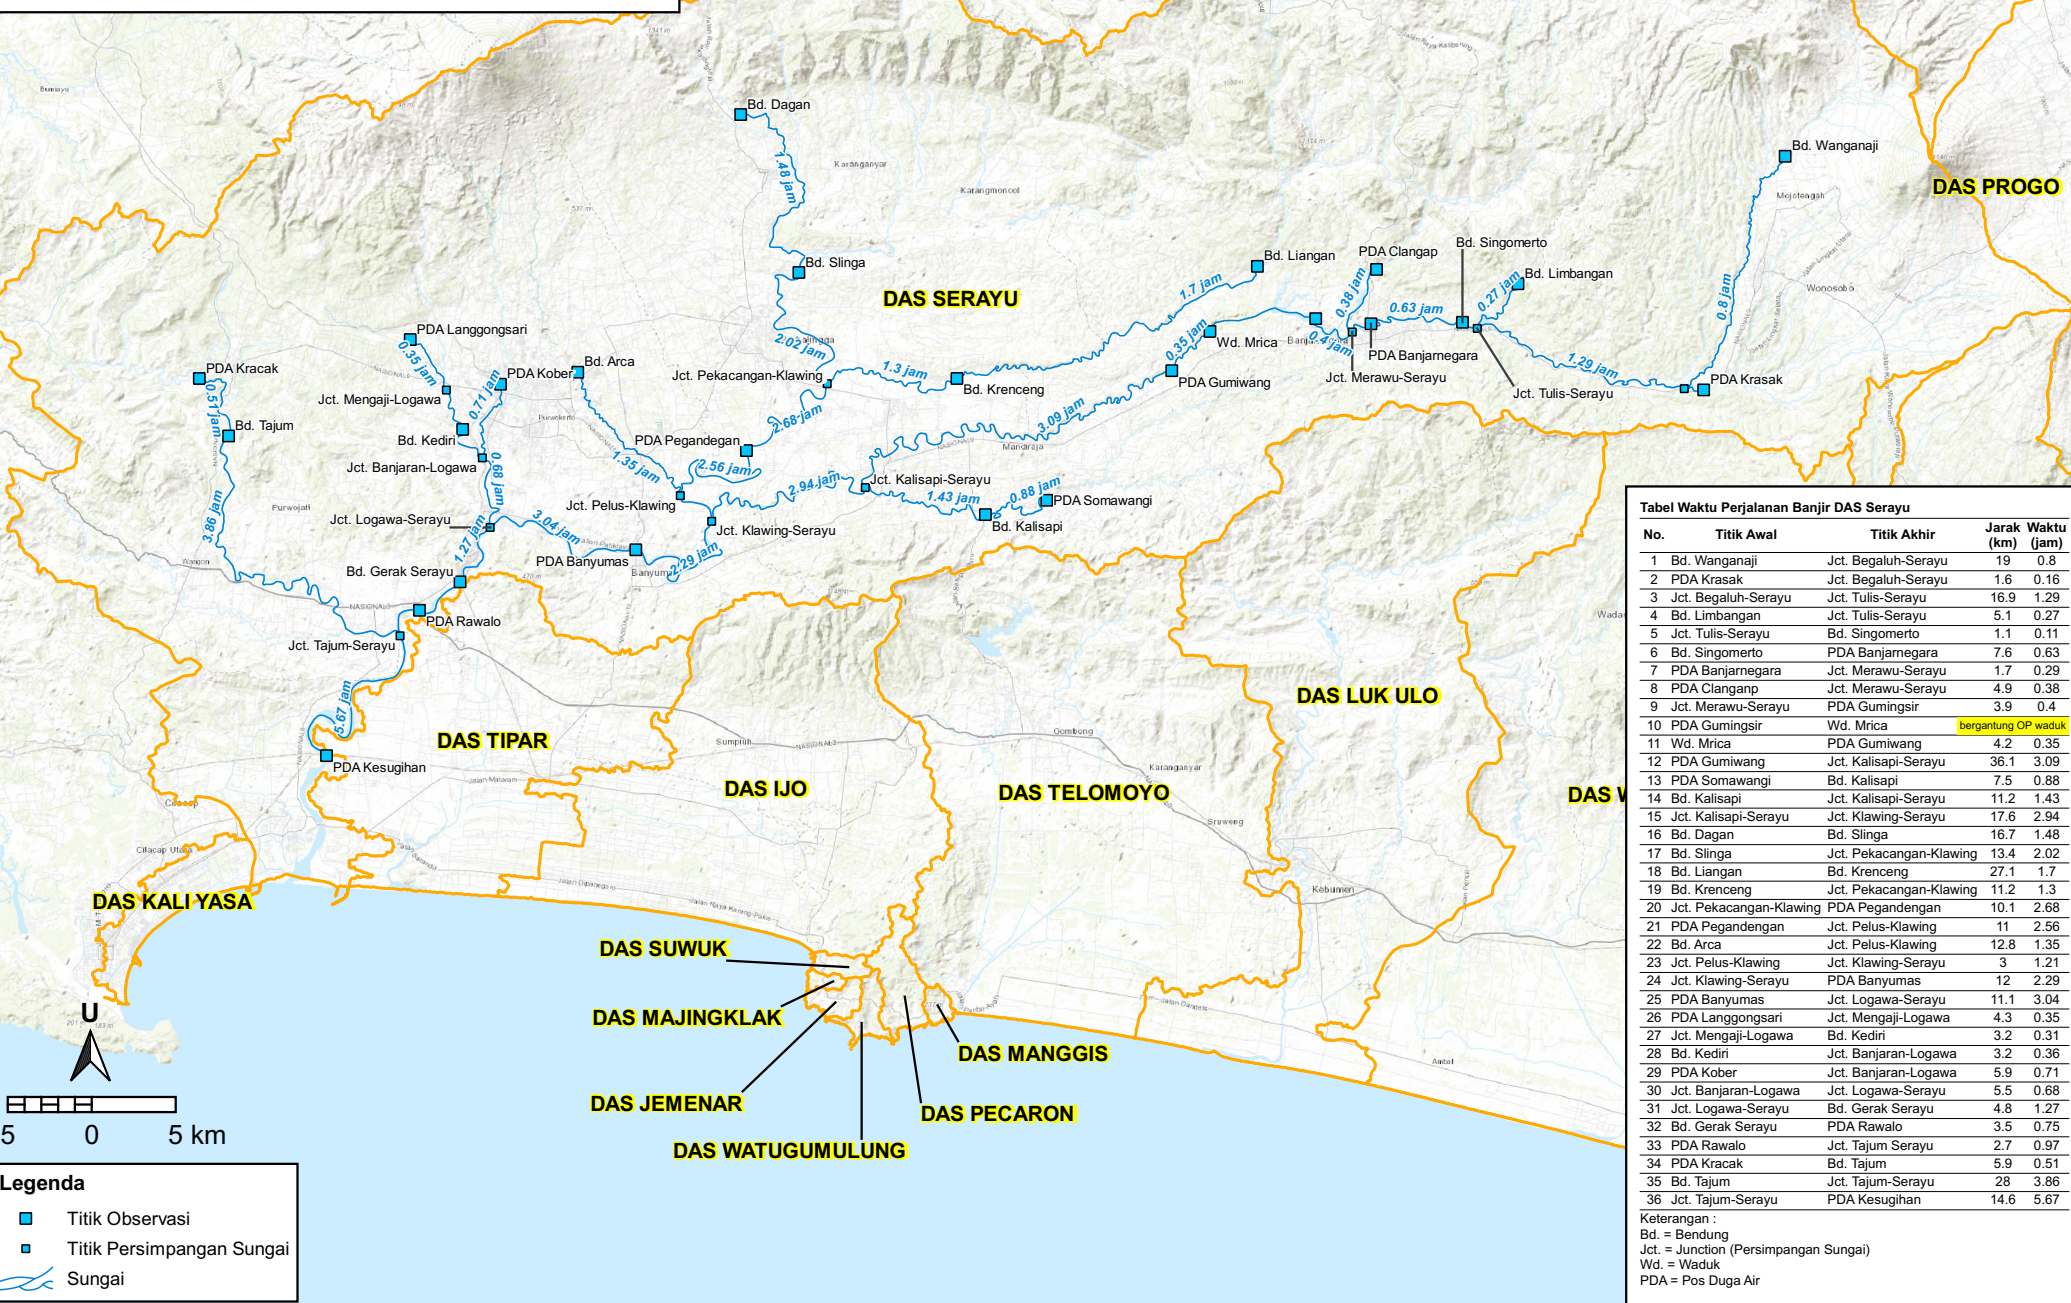 Bumiayu
Karanganyar
Karangmoncol
Purwojati
Wangon
Purwokerto
Mandiraja
Mojotengah
Wonosobo
Sumpiuh
Gombong
Karanganyar
Sruweng
Kebumen
Ambal
Cilacap
Cilacap Utara
Bd. Dagan
1.48 jam
Bd. Slinga
2.02 jam
DAS SERAYU
DAS PROGO
Bd. Wanganaji
0.8 jam
Bd. Liangan
1.7 jam
PDA Clangap
0.38 jam
Bd. Singomerto
0.63 jam
0.27 jam
Bd. Limbangan
0.4 jam
PDA Banjarnegara
Jct. Merawu-Serayu
Jct. Tulis-Serayu
1.29 jam
PDA Krasak
Wd. Mrica
0.35 jam
PDA Gumiwang
3.09 jam
PDA Langgongsari
0.35 jam
PDA Kracak
0.51 jam
Bd. Tajum
Jct. Mengaji-Logawa
0.71 jam
PDA Kober
Bd. Arca
Jct. Pekacangan-Klawing
1.3 jam
Bd. Krenceng
2.68 jam
Bd. Kediri
PDA Pegandegan
1.35 jam
2.56 jam
Jct. Banjaran-Logawa
0.68 jam
2.94 jam
Jct. Kalisapi-Serayu
1.43 jam
0.88 jam
PDA Somawangi
Bd. Kalisapi
Jct. Pelus-Klawing
Jct. Klawing-Serayu
Jct. Logawa-Serayu
3.86 jam
1.27 jam
3.04 jam
PDA Banyumas
2.29 jam
Bd. Gerak Serayu
PDA Rawalo
Jct. Tajum-Serayu
5.67 jam
PDA Kesugihan
DAS TIPAR
DAS IJO
DAS TELOMOYO
DAS LUK ULO
DAS
DAS KALI YASA
DAS SUWUK
DAS MAJINGKLAK
DAS MANGGIS
DAS JEMENAR
DAS PECARON
DAS WATUGUMULUNG
U
5 0 5 km
Legenda
Titik Observasi
Titik Persimpangan Sungai
Sungai
Tabel Waktu Perjalanan Banjir DAS Serayu
No. Titik Awal Titik Akhir Jarak (km) Waktu (jam)
1 Bd. Wanganaji Jct. Begaluh-Serayu 19 0.8
2 PDA Krasak Jct. Begaluh-Serayu 1.6 0.16
3 Jct. Begaluh-Serayu Jct. Tulis-Serayu 16.9 1.29
4 Bd. Limbangan Jct. Tulis-Serayu 5.1 0.27
5 Jct. Tulis-Serayu Bd. Singomerto 1.1 0.11
6 Bd. Singomerto PDA Banjarnegara 7.6 0.63
7 PDA Banjarnegara Jct. Merawu-Serayu 1.7 0.29
8 PDA Clanganp Jct. Merawu-Serayu 4.9 0.38
9 Jct. Merawu-Serayu PDA Gumingsir 3.9 0.4
10 PDA Gumingsir Wd. Mrica bergantung OP waduk
11 Wd. Mrica PDA Gumiwang 4.2 0.35
12 PDA Gumiwang Jct. Kalisapi-Serayu 36.1 3.09
13 PDA Somawangi Bd. Kalisapi 7.5 0.88
14 Bd. Kalisapi Jct. Kalisapi-Serayu 11.2 1.43
15 Jct. Kalisapi-Serayu Jct. Klawing-Serayu 17.6 2.94
16 Bd. Dagan Bd. Slinga 16.7 1.48
17 Bd. Slinga Jct. Pekacangan-Klawing 13.4 2.02
18 Bd. Liangan Bd. Krenceng 27.1 1.7
19 Bd. Krenceng Jct. Pekacangan-Klawing 11.2 1.3
20 Jct. Pekacangan-Klawing PDA Pegandengan 10.1 2.68
21 PDA Pegandengan Jct. Pelus-Klawing 11 2.56
22 Bd. Arca Jct. Pelus-Klawing 12.8 1.35
23 Jct. Pelus-Klawing Jct. Klawing-Serayu 3 1.21
24 Jct. Klawing-Serayu PDA Banyumas 12 2.29
25 PDA Banyumas Jct. Logawa-Serayu 11.1 3.04
26 PDA Langgongsari Jct. Mengaji-Logawa 4.3 0.35
27 Jct. Mengaji-Logawa Bd. Kediri 3.2 0.31
28 Bd. Kediri Jct. Banjaran-Logawa 3.2 0.36
29 PDA Kober Jct. Banjaran-Logawa 5.9 0.71
30 Jct. Banjaran-Logawa Jct. Logawa-Serayu 5.5 0.68
31 Jct. Logawa-Serayu Bd. Gerak Serayu 4.8 1.27
32 Bd. Gerak Serayu PDA Rawalo 3.5 0.75
33 PDA Rawalo Jct. Tajum Serayu 2.7 0.97
34 PDA Kracak Bd. Tajum 5.9 0.51
35 Bd. Tajum Jct. Tajum-Serayu 28 3.86
36 Jct. Tajum-Serayu PDA Kesugihan 14.6 5.67
Keterangan :
Bd. = Bendung
Jct. = Junction (Persimpangan Sungai)
Wd. = Waduk
PDA = Pos Duga Air